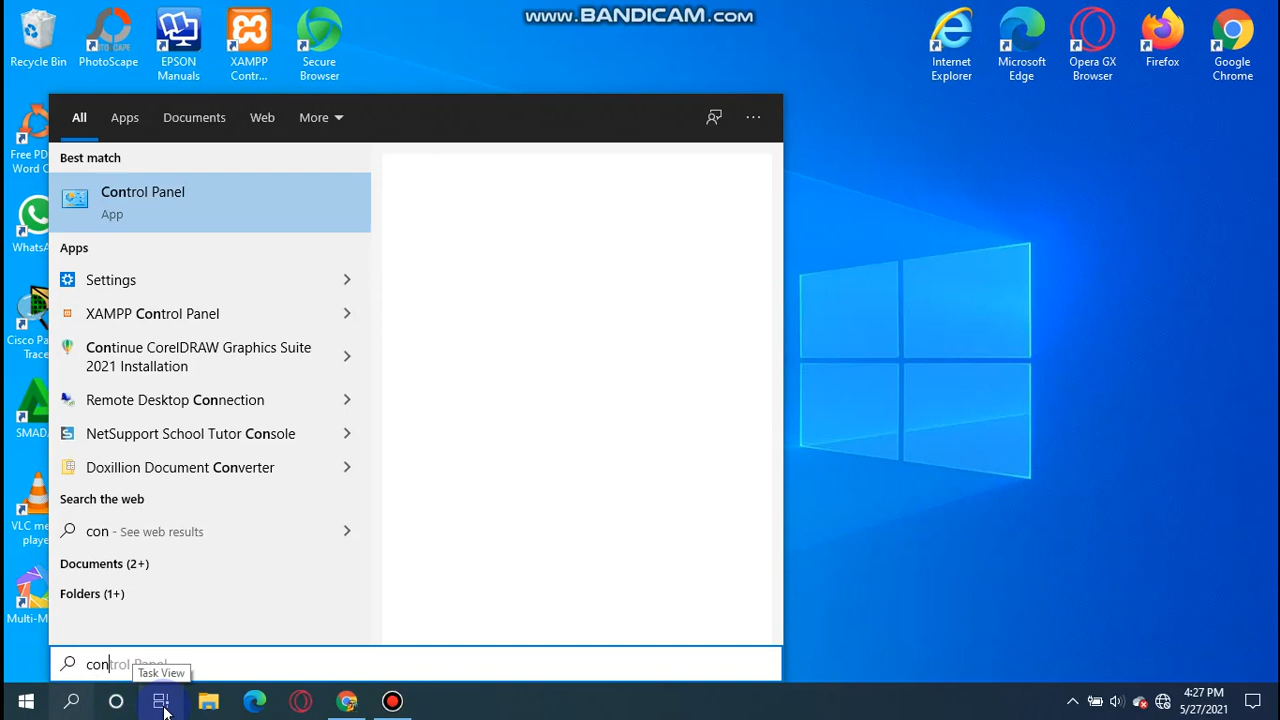 www.BANDICAM.com
Recycle Bin
PhotoScape
EPSON
Manuals
XAMPP
Contr...
Secure
Browser
Internet
Explorer
Microsoft
Edge
Opera GX
Browser
Firefox
Google
Chrome
All
Apps
Documents
Web
More
Free PD
Word C
WhatsA
Cisco Pa
Trace
SMAD
VLC me
playe
Multi-M
Best match
Control Panel
App
Apps
Settings
XAMPP Control Panel
Continue CorelDRAW Graphics Suite
2021 Installation
Remote Desktop Connection
NetSupport School Tutor Console
Doxillion Document Converter
Search the web
con - See web results
Documents (2+)
Folders (1+)
control Panel
Task View
4:27 PM
5/27/2021